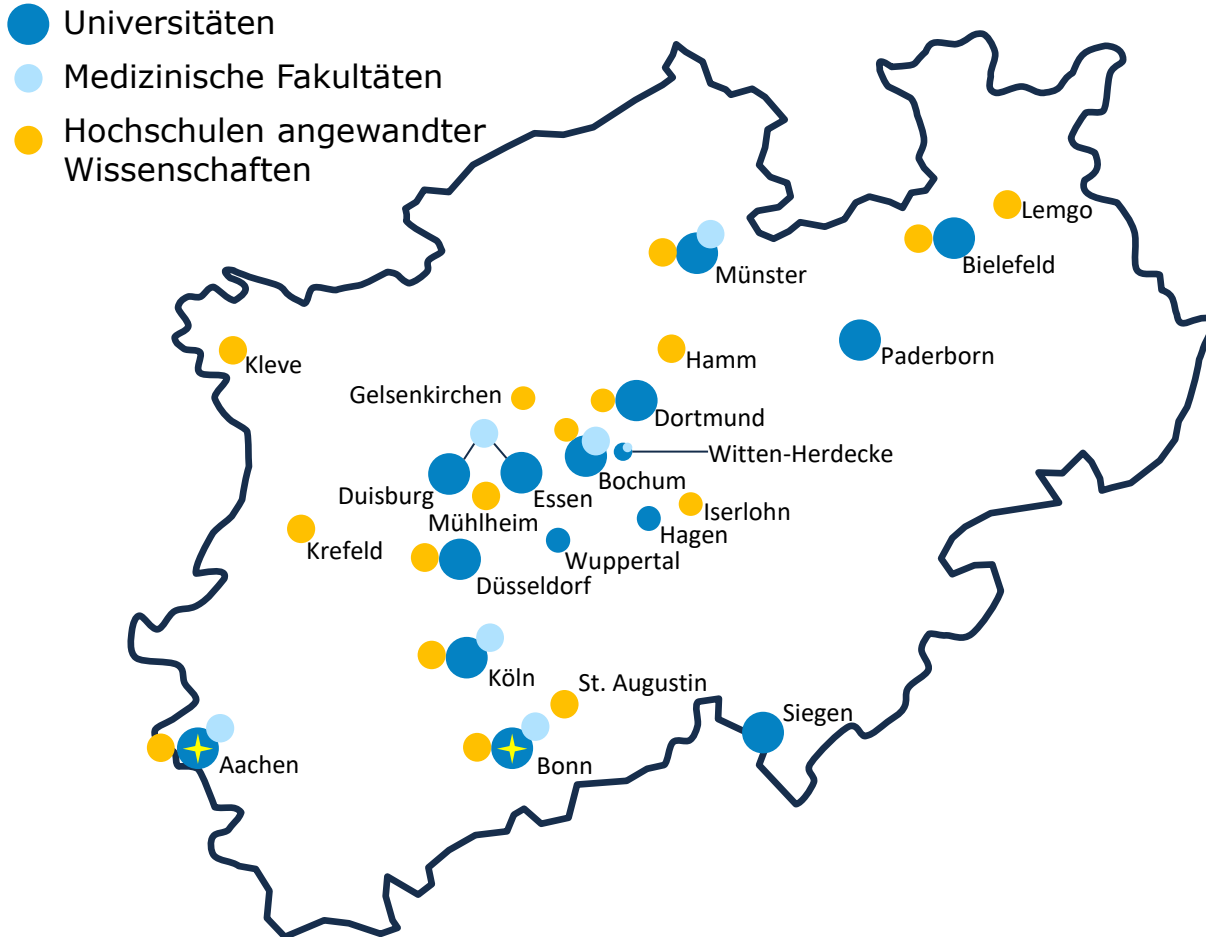 Universitäten
Medizinische Fakultäten
Hochschulen angewandter
Wissenschaften
Lemgo
Bielefeld
Münster
Paderborn
Hamm
Kleve
Gelsenkirchen
Dortmund
Witten-Herdecke
Bochum
Duisburg
Essen
Mühlheim
Iserlohn
Hagen
Krefeld
Wuppertal
Düsseldorf
Köln
St. Augustin
Siegen
Aachen
Bonn